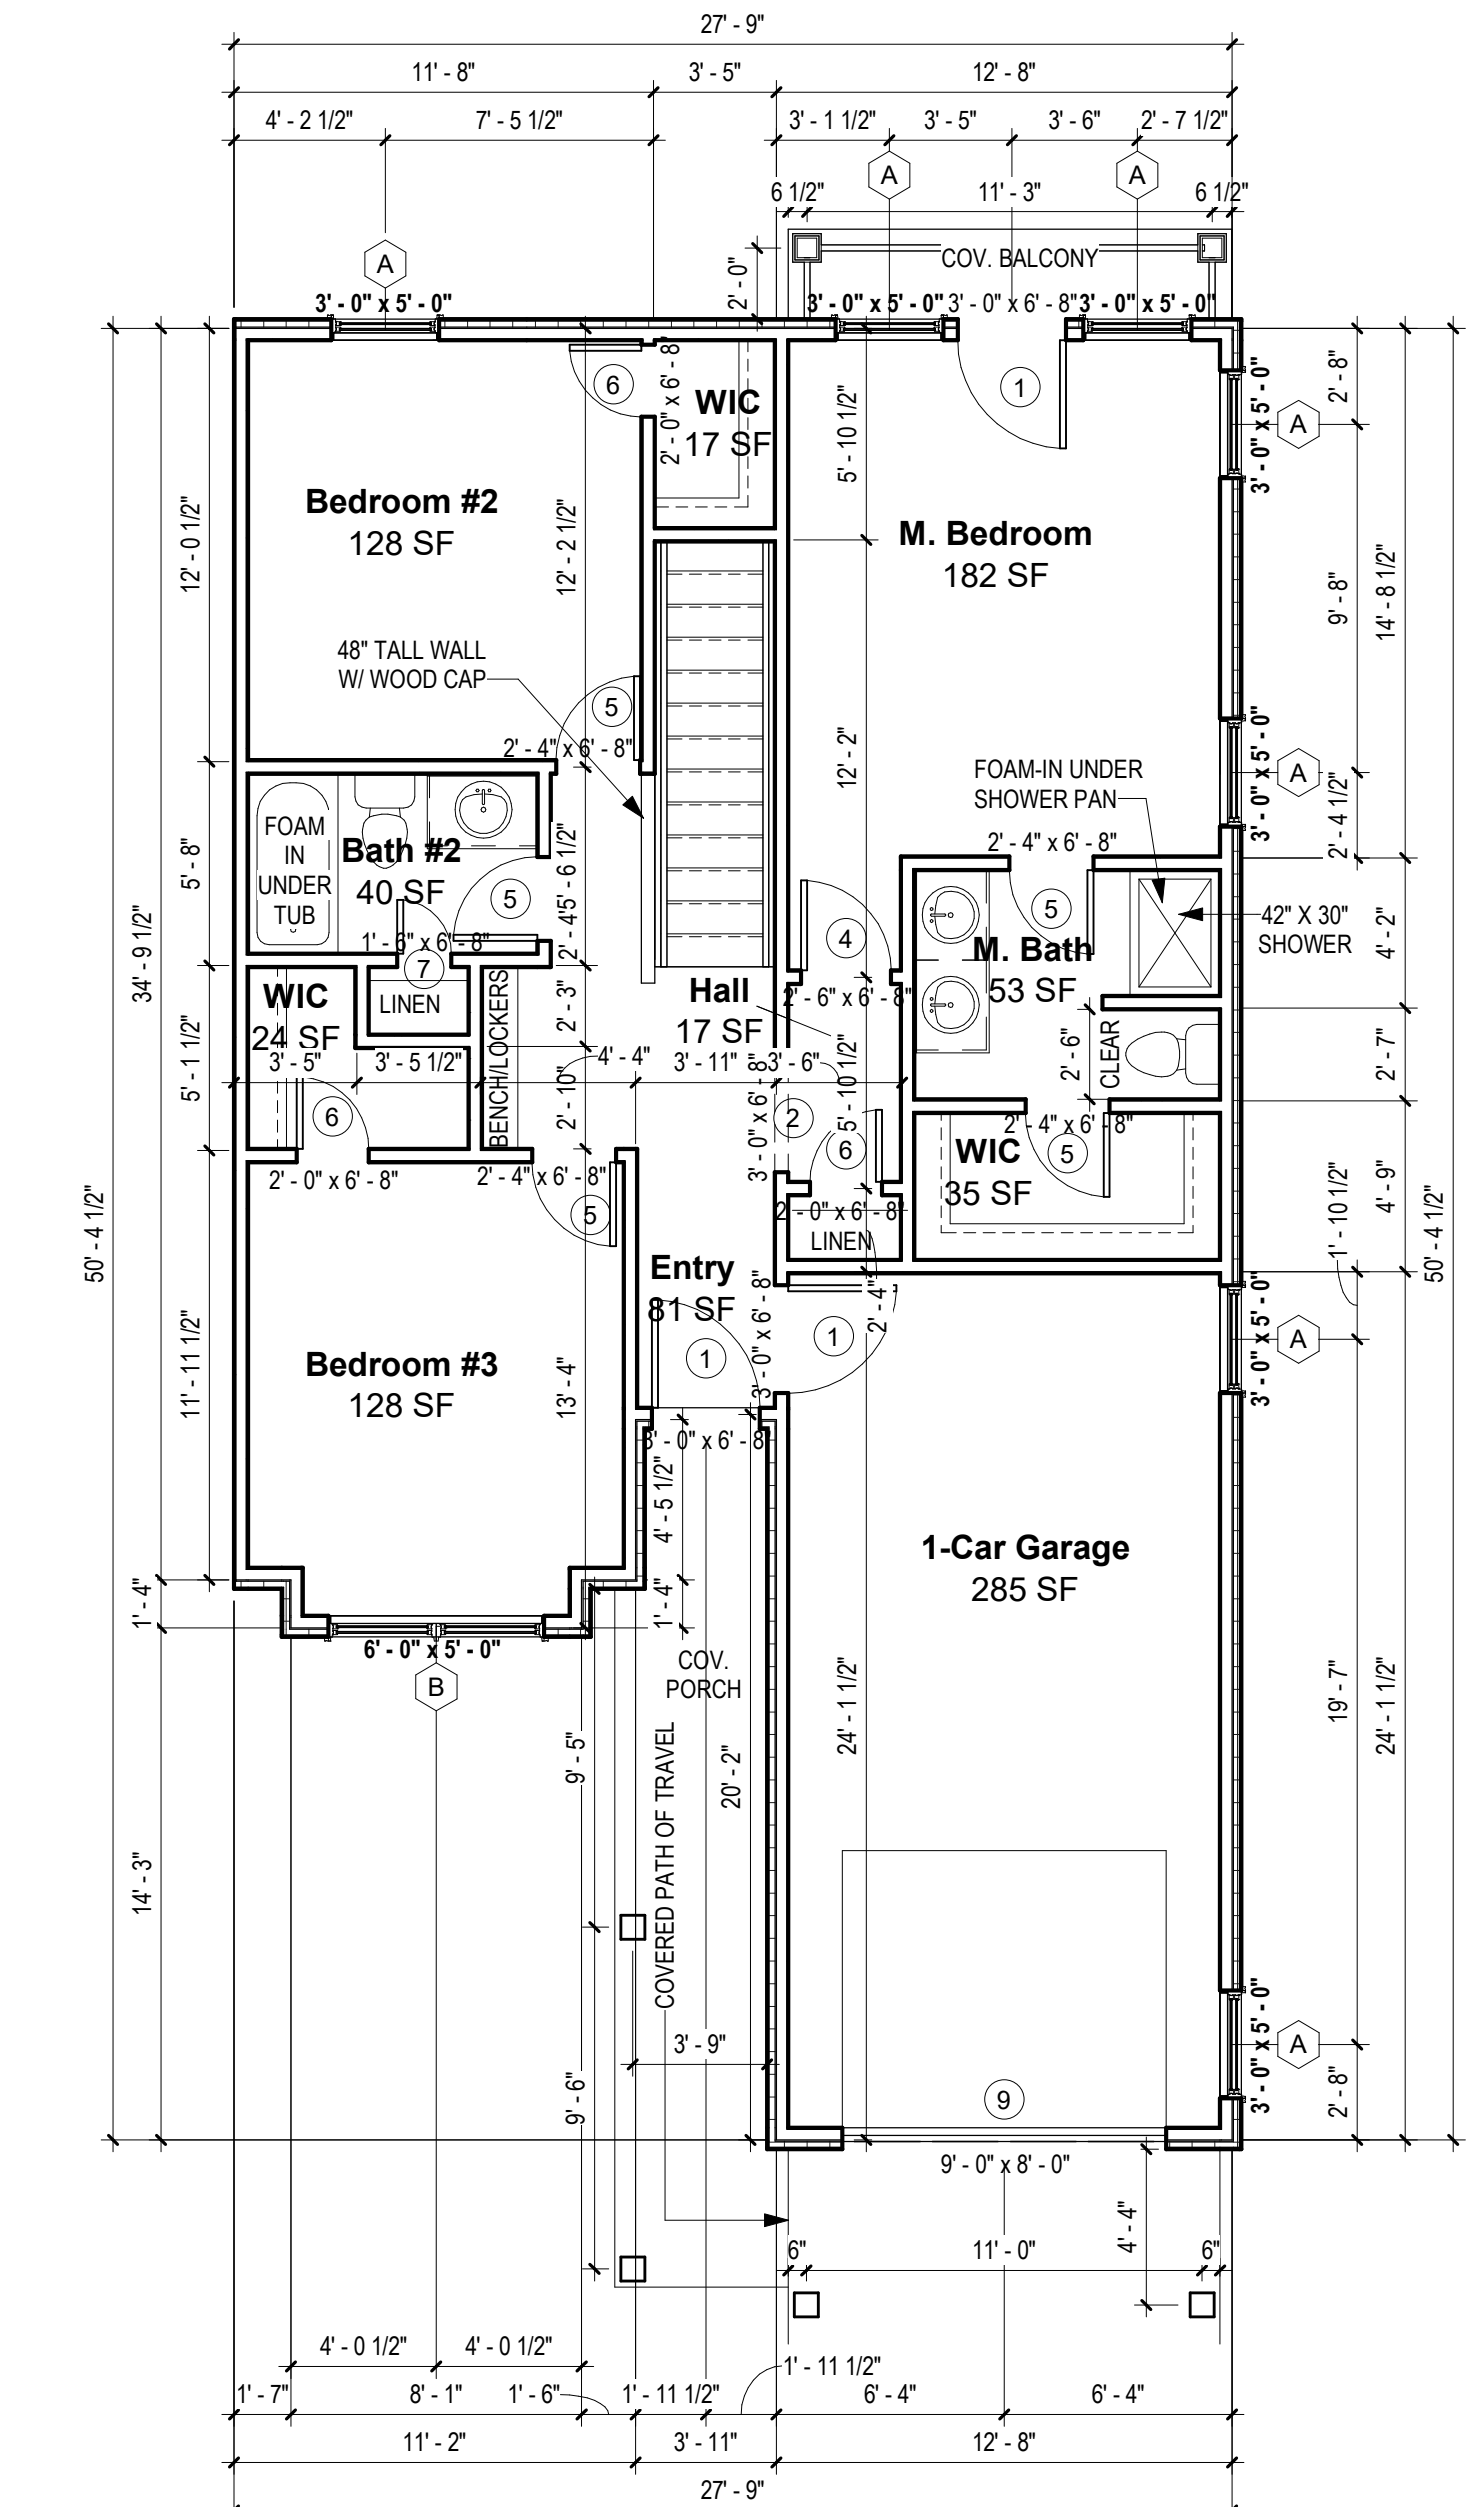 27' - 9"
11' - 8"
3' - 5"
12' - 8"
4' - 2 1/2"
7' - 5 1/2"
3' - 1 1/2"
3' - 5"
3' - 6"
2' - 7 1/2"
A
A
6 1/2"
11' - 3"
6 1/2"
A
2' - 0"
COV. BALCONY
3' - 0" x 5' - 0"
3' - 0" x 5' - 0"
3' - 0" x 6' - 8"
3' - 0" x 5' - 0"
6
2' - 0" x 6' - 8"
WIC
17 SF
1
5' - 10 1/2"
3' - 0" x 5' - 0"
A
2' - 8"
Bedroom #2
128 SF
12' - 0 1/2"
12' - 2 1/2"
M. Bedroom
182 SF
9' - 8"
14' - 8 1/2"
48" TALL WALL
W/ WOOD CAP
5
2' - 4" x 6' - 8"
12' - 2"
FOAM-IN UNDER
SHOWER PAN
3' - 0" x 5' - 0"
A
2' - 4 1/2"
FOAM
IN
UNDER
TUB
Bath #2
40 SF
5' - 8"
5' - 6 1/2"
2' - 4"
5
2' - 4" x 6' - 8"
5
4
42" X 30"
SHOWER
4' - 2"
34' - 9 1/2"
1' - 6" x 6' - 8"
7
M. Bath
53 SF
WIC
24 SF
LINEN
BENCH/LOCKERS
2' - 3"
Hall
17 SF
2' - 6" x 6' - 8"
5' - 1 1/2"
3' - 5"
3' - 5 1/2"
4' - 4"
3' - 11"
3' - 6"
2' - 10"
5' - 10 1/2"
2' - 6"
CLEAR
2' - 7"
6
3' - 0" x 6' - 8"
2
6
2' - 4" x 6' - 8"
5
WIC
35 SF
2' - 0" x 6' - 8"
2' - 4" x 6' - 8"
5
2' - 0" x 6' - 8"
LINEN
4' - 9"
1' - 10 1/2"
50' - 4 1/2"
50' - 4 1/2"
Entry
81 SF
3' - 0" x 6' - 8"
1
1
2' - 4"
3' - 0" x 5' - 0"
A
11' - 11 1/2"
Bedroom #3
128 SF
13' - 4"
3' - 0" x 6' - 8"
4' - 5 1/2"
1-Car Garage
285 SF
1' - 4"
1' - 4"
6' - 0" x 5' - 0"
B
COV.
PORCH
COVERED PATH OF TRAVEL
9' - 5"
20' - 2"
24' - 1 1/2"
19' - 7"
24' - 1 1/2"
14' - 3"
3' - 9"
9' - 6"
3' - 0" x 5' - 0"
A
2' - 8"
9
9' - 0" x 8' - 0"
4' - 4"
6"
11' - 0"
6"
4' - 0 1/2"
4' - 0 1/2"
1' - 11 1/2"
1' - 7"
8' - 1"
1' - 6"
1' - 11 1/2"
6' - 4"
6' - 4"
11' - 2"
3' - 11"
12' - 8"
27' - 9"